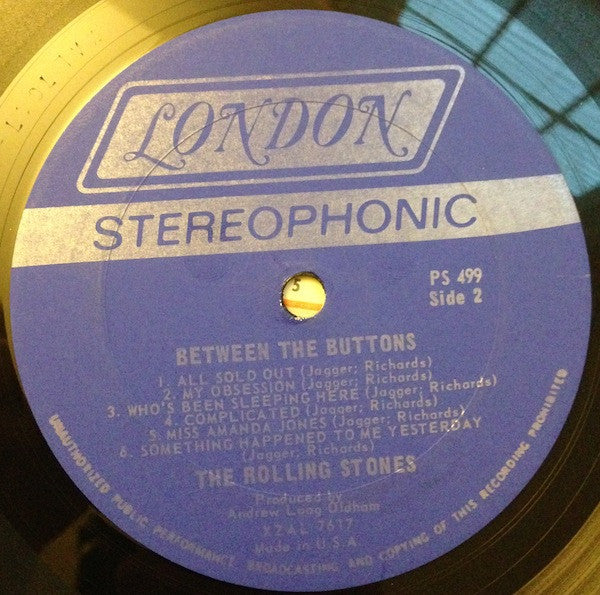 LONDON
STEREOPHONIC
PS 499
Side 2
5
BETWEEN THE BUTTONS
1. ALL SOLD OUT (Jagger; Richards)
2. MY OBSESSION (Jagger; Richards)
3. WHO'S BEEN SLEEPING HERE (Jagger; Richards)
4. COMPLICATED (Jagger; Richards)
5. MISS AMANDA JONES (Jagger; Richards)
6. SOMETHING HAPPENED TO ME YESTERDAY
(Jagger; Richards)
THE ROLLING STONES
Produced by
Andrew Loog Oldham
XZAL 7617
Made in U.S.A.
UNAUTHORIZED PUBLIC PERFORMANCE BROADCASTING AND COPYING OF THIS RECORDING PROHIBITED